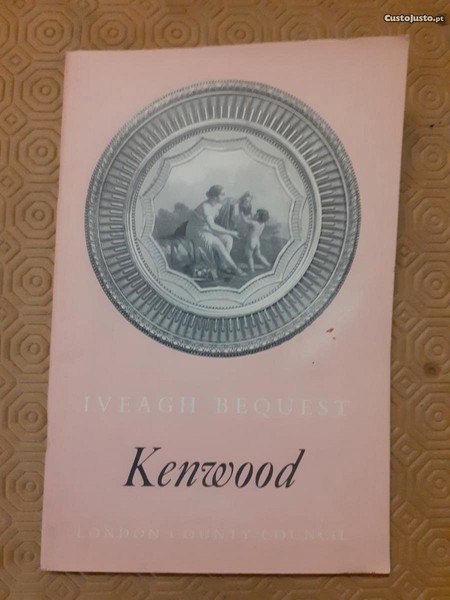 CustoJusto.pt
IVEAGH BEQUEST
Kenwood
LONDON COUNTY COUNCIL